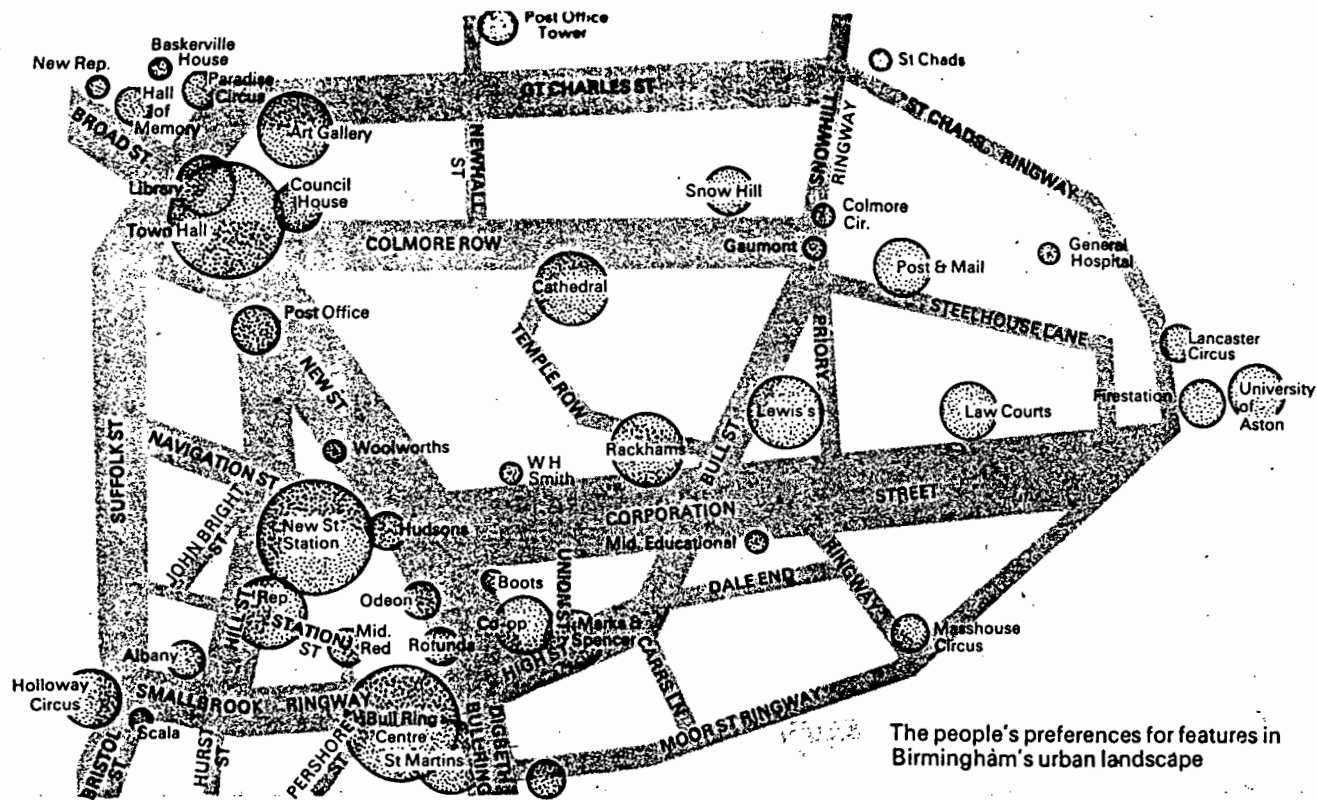 Post Office
Tower
Baskerville
House
New Rep.
Paradise
Circus
Hall
of
Memory
St Chads
GT CHARLES ST
BROAD ST
Art Gallery
NEWHALL
ST
SNOWHILL
RINGWAY
ST CHADS RINGWAY
Library
Council
House
Snow Hill
Town Hall
Colmore
Cir.
COLMORE ROW
Gaumont
General
Hospital
Post & Mail
Cathedral
Post Office
STEELHOUSE LANE
TEMPLE ROW
PRIORY
Lancaster
Circus
NEW ST
Firestation
University
of
Aston
Lewis's
Law Courts
SUFFOLK ST
NAVIGATION ST
Woolworths
Rackhams
BULL ST
W H
Smith
STREET
CORPORATION
New St
Station
Hudsons
Mid. Educational
JOHN BRIGHT
ST
UNION ST
RINGWAY
DALE END
Boots
Rep
Odeon
HILL ST
STATION
ST
Mid.
Red
Rotunda
Co-op
Marks &
Spencer
Masshouse
Circus
Albany
HIGH ST
CARRS LN
Holloway
Circus
SMALLBROOK RINGWAY
Scala
Bull Ring
Centre
St Martins
BULL RING
DIGBETH
MOOR ST RINGWAY
BRISTOL
ST
HURST
ST
PERSHORE
ST
The people's preferences for features in
Birmingham's urban landscape